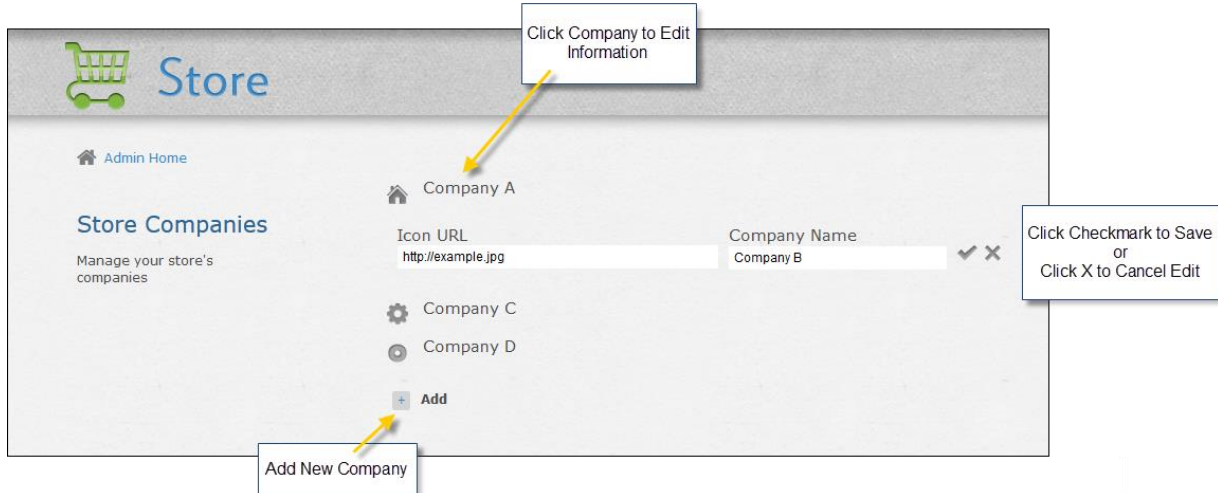 Click Company to Edit
Information
Store
Admin Home
Company A
Store Companies
Manage your store's
companies
Icon URL
Company Name
http://example.jpg
Company B
Click Checkmark to Save
or
Click X to Cancel Edit
Company C
Company D
+ Add
Add New Company